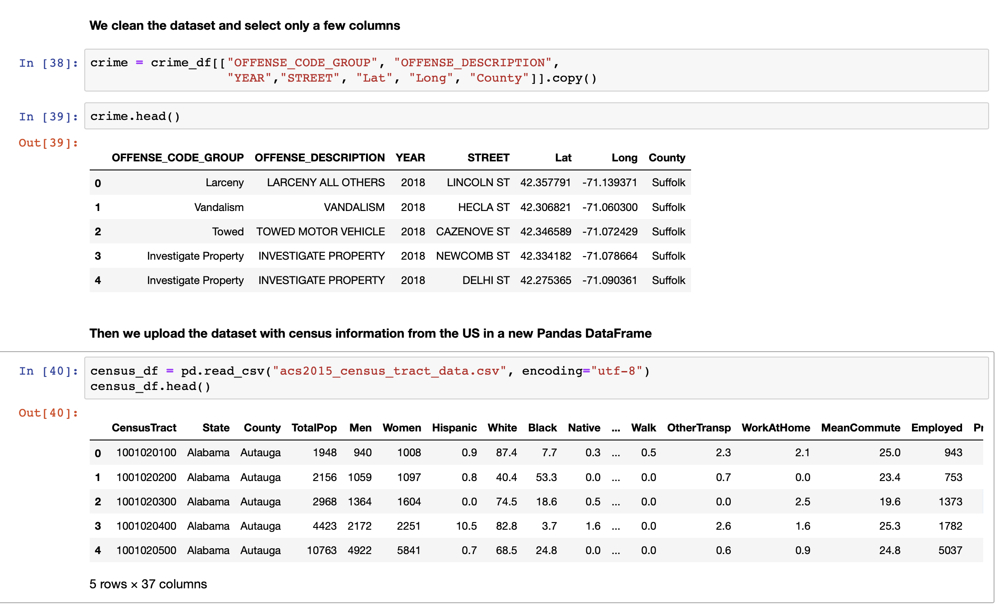 We clean the dataset and select only a few columns
In [38]: crime = crime_df[["OFFENSE_CODE_GROUP", "OFFENSE_DESCRIPTION",
"YEAR","STREET", "Lat", "Long", "County"]].copy()
In [39]: crime.head()
Out[39]:
OFFENSE_CODE_GROUP OFFENSE_DESCRIPTION YEAR STREET Lat Long County
0 Larceny LARCENY ALL OTHERS 2018 LINCOLN ST 42.357791 -71.139371 Suffolk
1 Vandalism VANDALISM 2018 HECLA ST 42.306821 -71.060300 Suffolk
2 Towed TOWED MOTOR VEHICLE 2018 CAZENOVE ST 42.346589 -71.072429 Suffolk
3 Investigate Property INVESTIGATE PROPERTY 2018 NEWCOMB ST 42.334182 -71.078664 Suffolk
4 Investigate Property INVESTIGATE PROPERTY 2018 DELHI ST 42.275365 -71.090361 Suffolk
Then we upload the dataset with census information from the US in a new Pandas DataFrame
In [40]: census_df = pd.read_csv("acs2015_census_tract_data.csv", encoding="utf-8")
census_df.head()
Out[40]:
CensusTract State County TotalPop Men Women Hispanic White Black Native ... Walk OtherTransp WorkAtHome MeanCommute Employed
0 1001020100 Alabama Autauga 1948 940 1008 0.9 87.4 7.7 0.3 ... 0.5 2.3 2.1 25.0 943
1 1001020200 Alabama Autauga 2156 1059 1097 0.8 40.4 53.3 0.0 ... 0.0 0.7 0.0 23.4 753
2 1001020300 Alabama Autauga 2968 1364 1604 0.0 74.5 18.6 0.5 ... 0.0 0.0 2.5 19.6 1373
3 1001020400 Alabama Autauga 4423 2172 2251 10.5 82.8 3.7 1.6 ... 0.0 2.6 1.6 25.3 1782
4 1001020500 Alabama Autauga 10763 4922 5841 0.7 68.5 24.8 0.0 ... 0.0 0.6 0.9 24.8 5037
5 rows × 37 columns